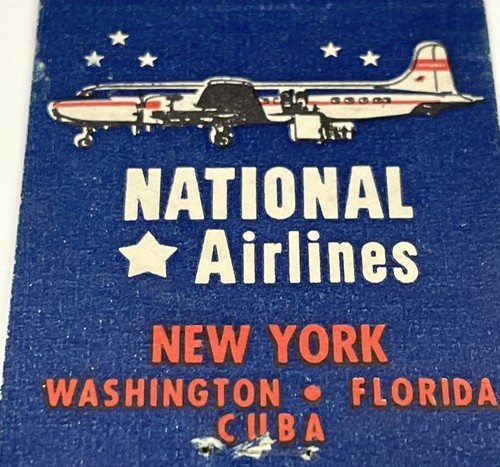 NATIONAL
Airlines
NEW YORK
WASHINGTON • FLORIDA
CUBA